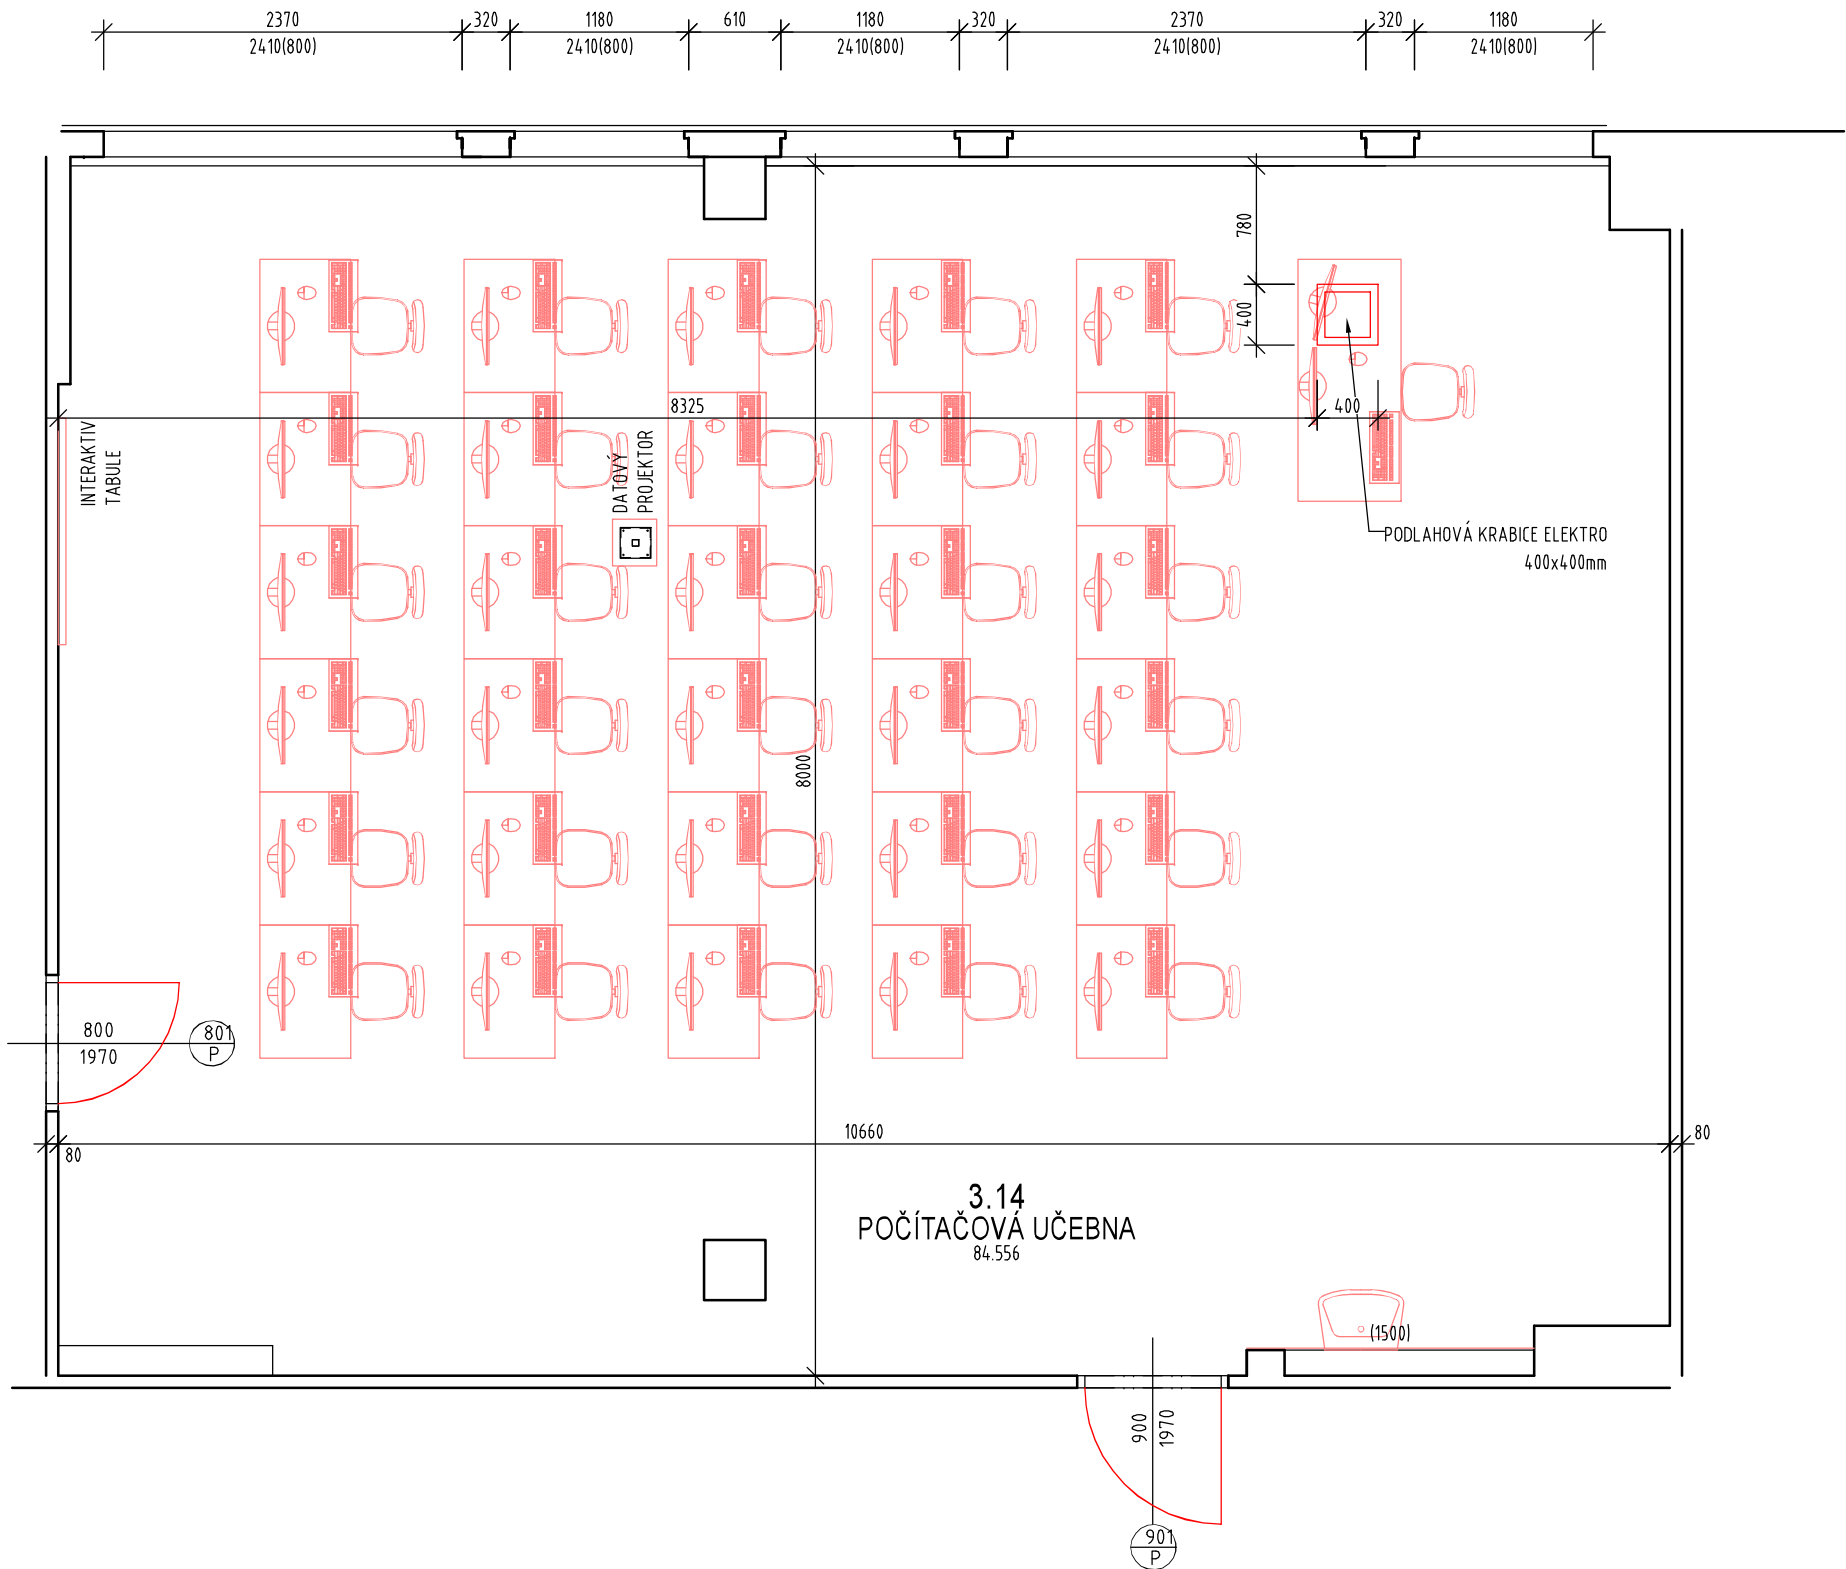 2370 320 1180 610 1180 320 2370 320 1180
2410(800) 2410(800) 2410(800) 2410(800) 2410(800)
780
400
8325
400
INTERAKTIV
TABULE
DATOVÝ
PROJEKTOR
PODLAHOVÁ KRABICE ELEKTRO
400x400mm
8000
800
1970
801
P
10660
80
80
3.14
POČÍTAČOVÁ UČEBNA
84.556
(1500)
900
1970
901
P